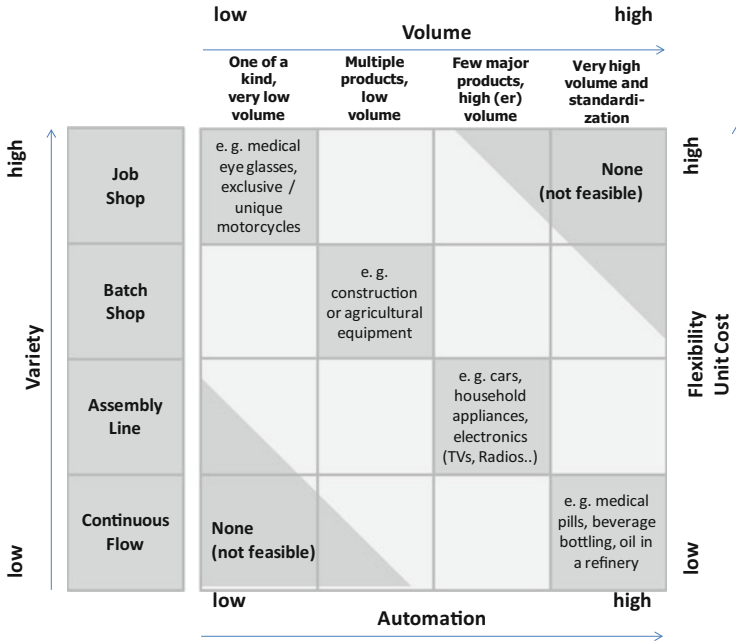 low
high
Volume
One of a
kind,
very low
volume
Multiple
products,
low
volume
Few major
products,
high (er)
volume
Very high
volume and
standardi-
zation
high
Variety
low
Job
Shop
e. g. medical
eye glasses,
exclusive /
unique
motorcycles
None
(not feasible)
Batch
Shop
e. g.
construction
or agricultural
equipment
Assembly
Line
e. g. cars,
household
appliances,
electronics
(TVs, Radios..)
Continuous
Flow
None
(not feasible)
e. g. medical
pills, beverage
bottling, oil in
a refinery
high
Flexibility
Unit Cost
low
low
high
Automation